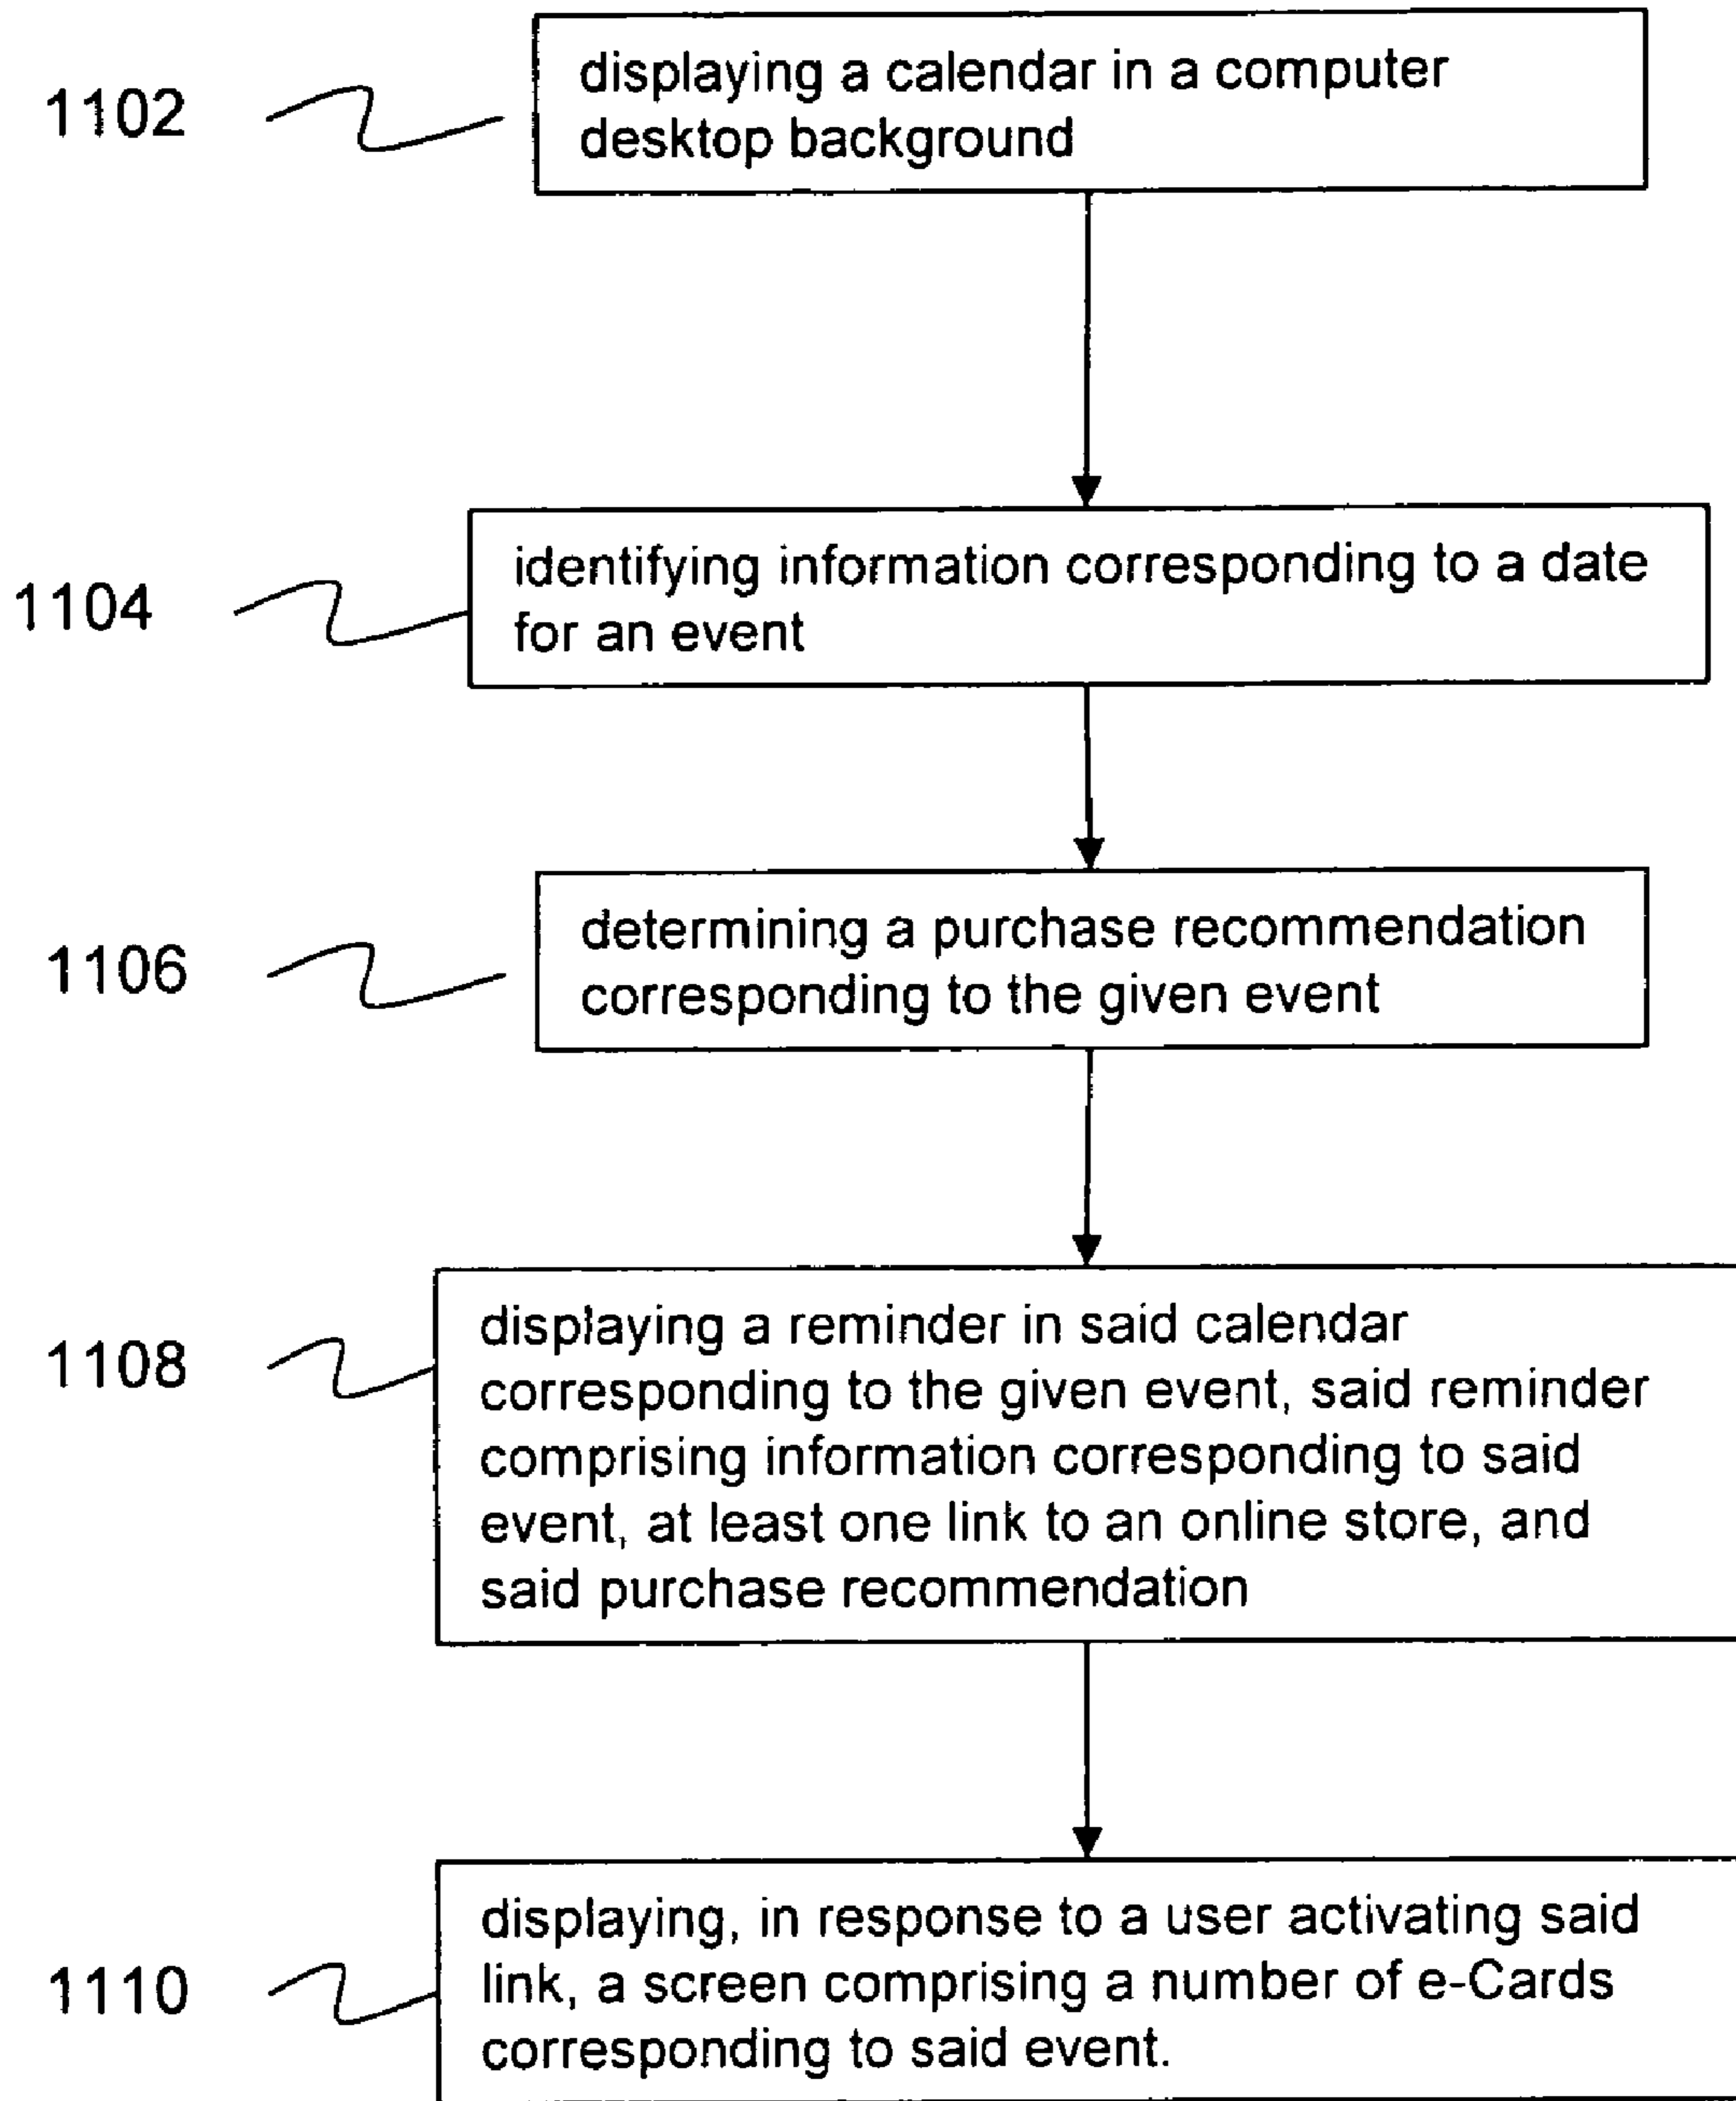 1102
displaying a calendar in a computer
desktop background
1104
identifying information corresponding to a date
for an event
1106
determining a purchase recommendation
corresponding to the given event
1108
displaying a reminder in said calendar
corresponding to the given event, said reminder
comprising information corresponding to said
event, at least one link to an online store, and
said purchase recommendation
1110
displaying, in response to a user activating said
link, a screen comprising a number of e-Cards
corresponding to said event.